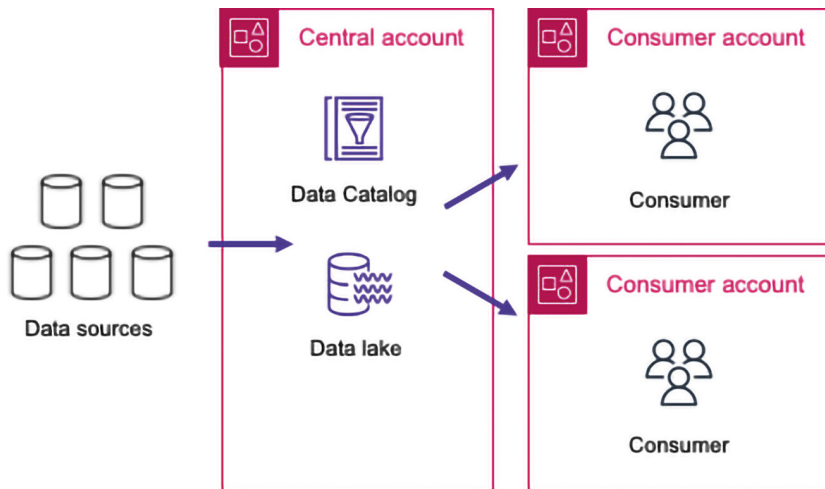 Central account
Data Catalog
Data lake
Data sources
Consumer account
Consumer
Consumer account
Consumer